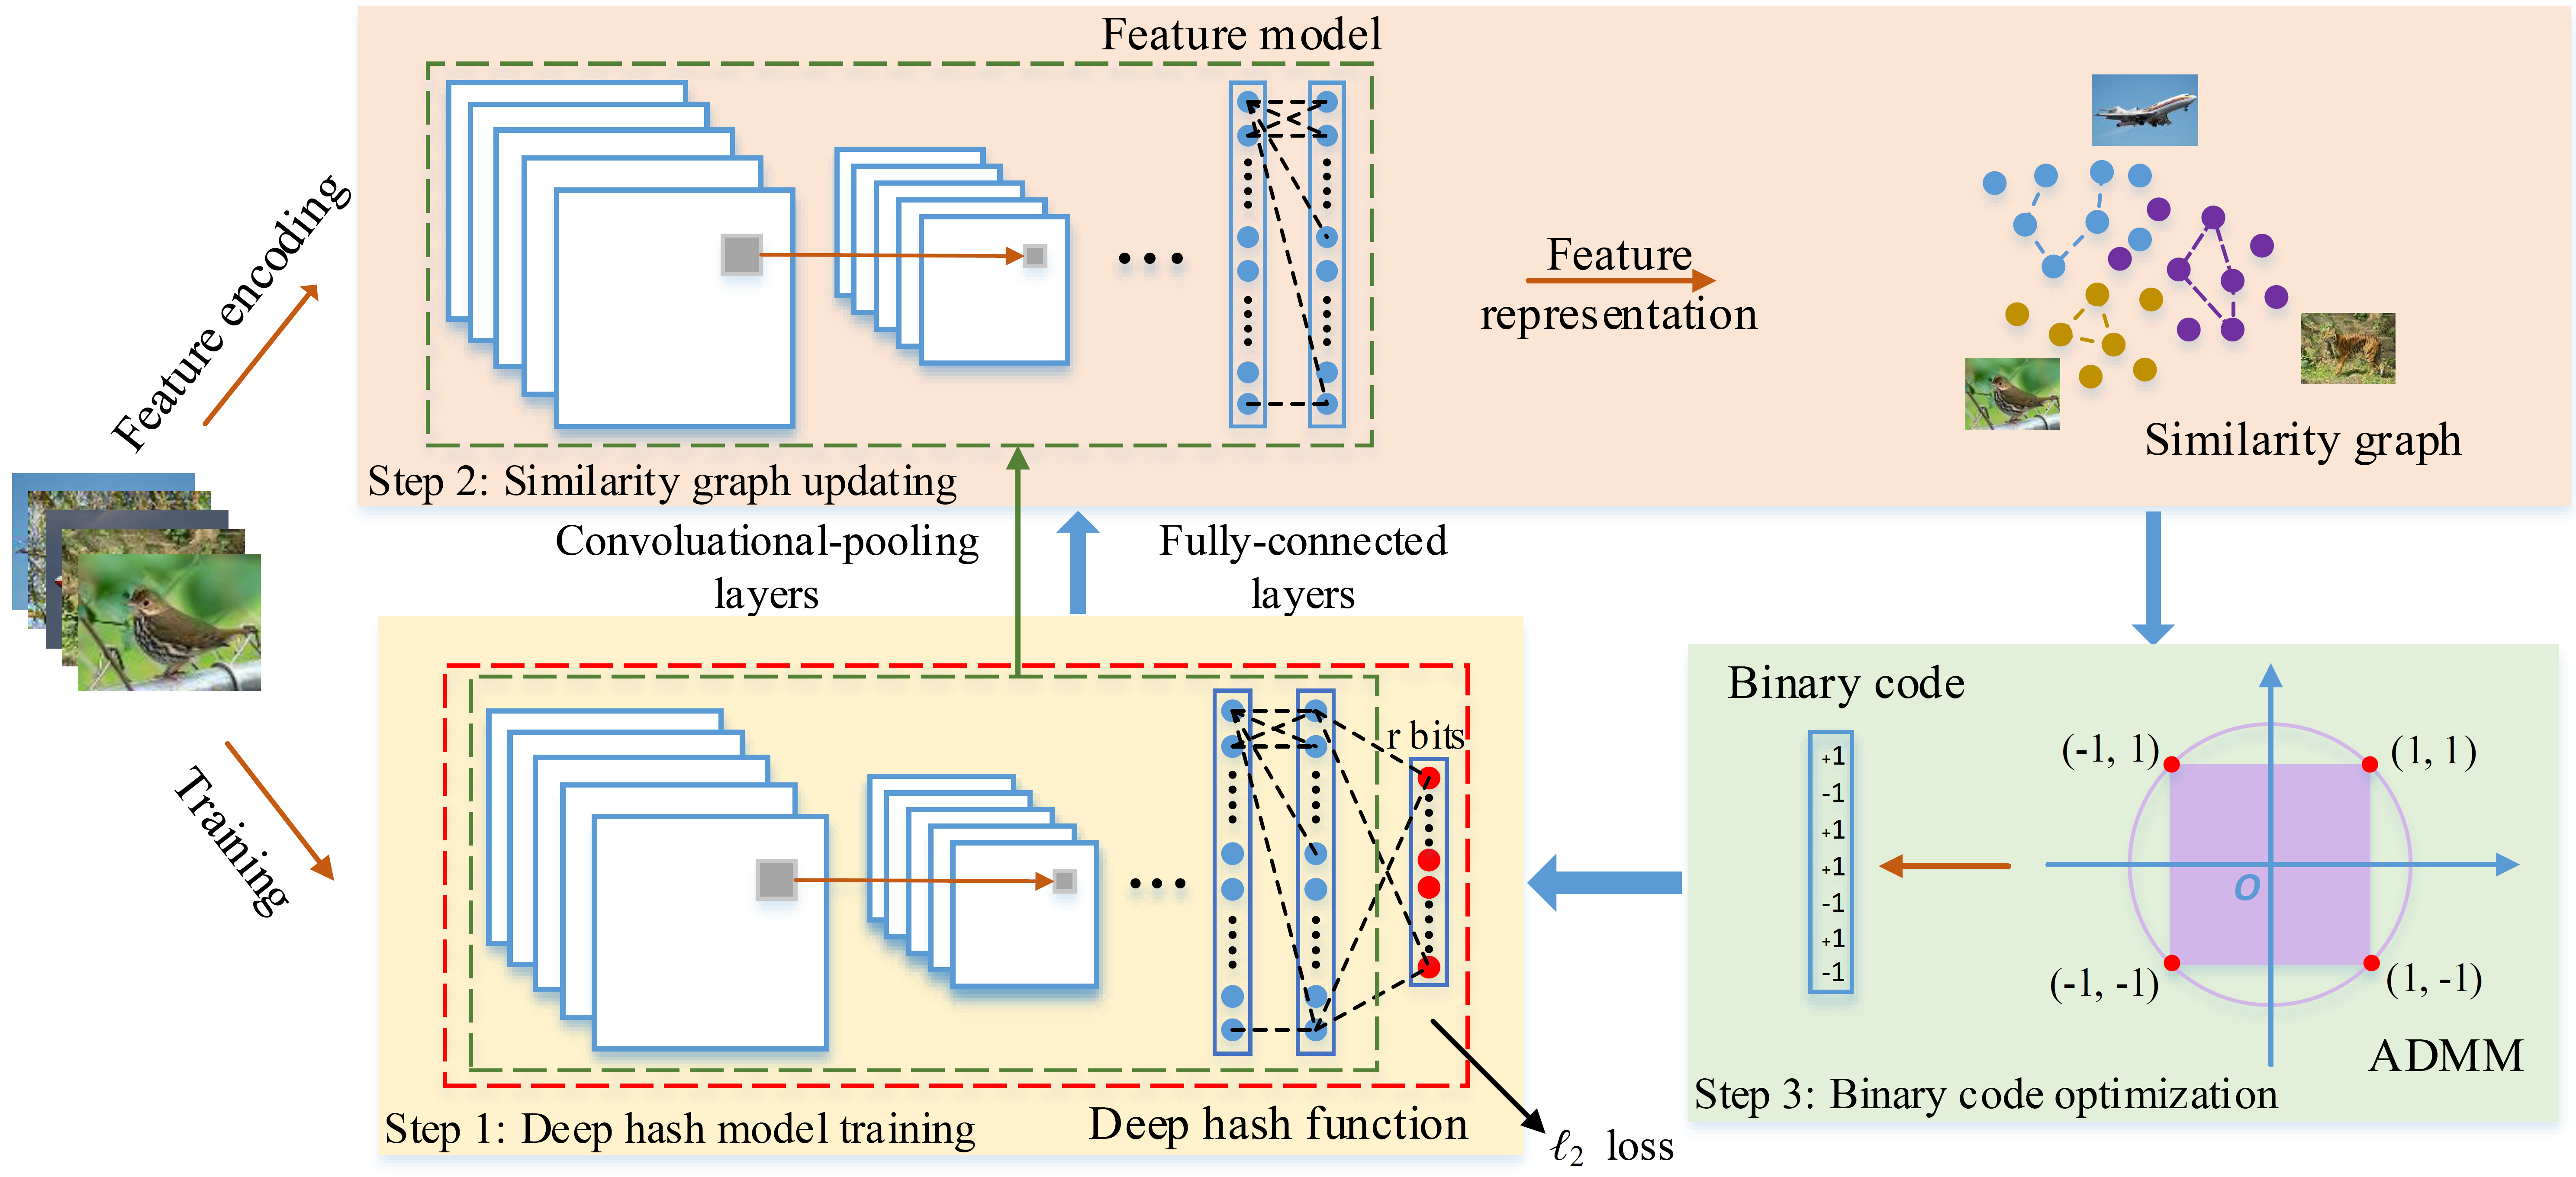 Feature model
Feature encoding
Feature
representation
Similarity graph
Step 2: Similarity graph updating
Convoluational-pooling
layers
Fully-connected
layers
Training
r bits
Step 1: Deep hash model training
Deep hash function
ℓ2 loss
Binary code
+1
-1
+1
+1
-1
+1
-1
(-1, 1)
(1, 1)
O
(-1, -1)
(1, -1)
ADMM
Step 3: Binary code optimization